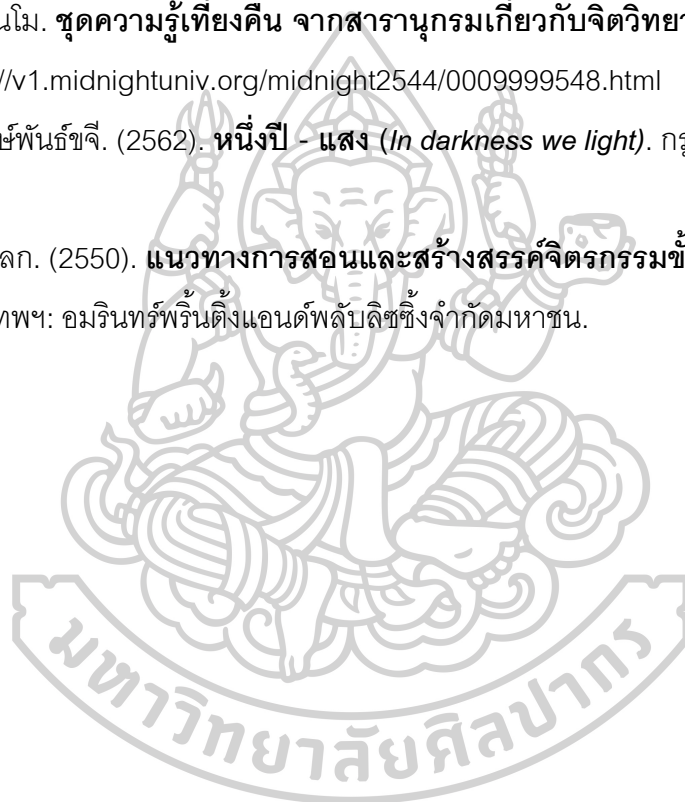 นโม. ชุดความรู้เที่ยงคืน จากสารานุกรมเกี่ยวกับจิตวิทยา
//v1.midnightuniv.org/midnight2544/0009999548.html
ษ์พันธ์ขจี. (2562). หนึ่งปี - แสง (In darkness we light). กรุ
ลก. (2550). แนวทางการสอนและสร้างสรรค์จิตรกรรมขั้
ทพฯ: อมรินทร์พริ้นติ้งแอนด์พลับลิซซิ่งจำกัดมหาชน.
มหาวิทยาลัยศิลปากร